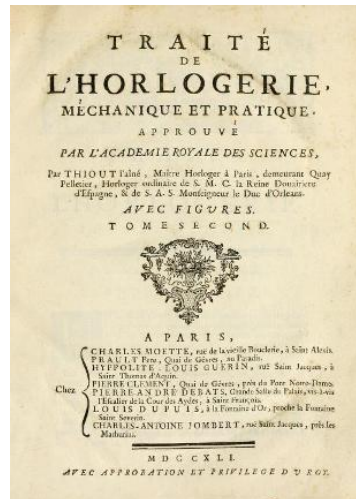 TRAITÉ
DE
L'HORLOGERIE,
MÉCHANIQUE ET PRATIQUE.
APPROUVÉ
PAR L'ACADEMIE ROYALE DES SCIENCES,
Par THIOUT l'aîné, Maître Horloger à Paris, demeurant Quay
Pelletier, Horloger ordinaire de S. M. C. la Reine Douairiere
d'Espagne, & de S. A. S. Monseigneur le Duc d'Orleans.
AVEC FIGURES.
TOME SECOND.
A PARIS,
Chez
CHARLES MOETTE, rue de la vieille Bouclerie, à Saint Alexis.
PRAULT Pere, Quai de Gêvres, au Paradis.
HYPPOLITE-LOUIS GUERIN, ruë Saint Jacques, à
Saint Thomas d'Aquin.
PIERRE CLEMENT, Quai de Gêvres, près du Pont Notre-Dame.
PIERRE ANDRÉ DEBATS, Grande Salle du Palais, vis-à-vis
l'Escalier de la Cour des Aydes, à Saint François.
LOUIS DUPUIS, à la Fontaine d'Or, proche la Fontaine
Saint Severin.
CHARLES-ANTOINE JOMBERT, ruë Saint Jacques, près les
Mathurins.
MDCCXLI.
AVEC APPROBATION ET PRIVILEGE DU ROY.